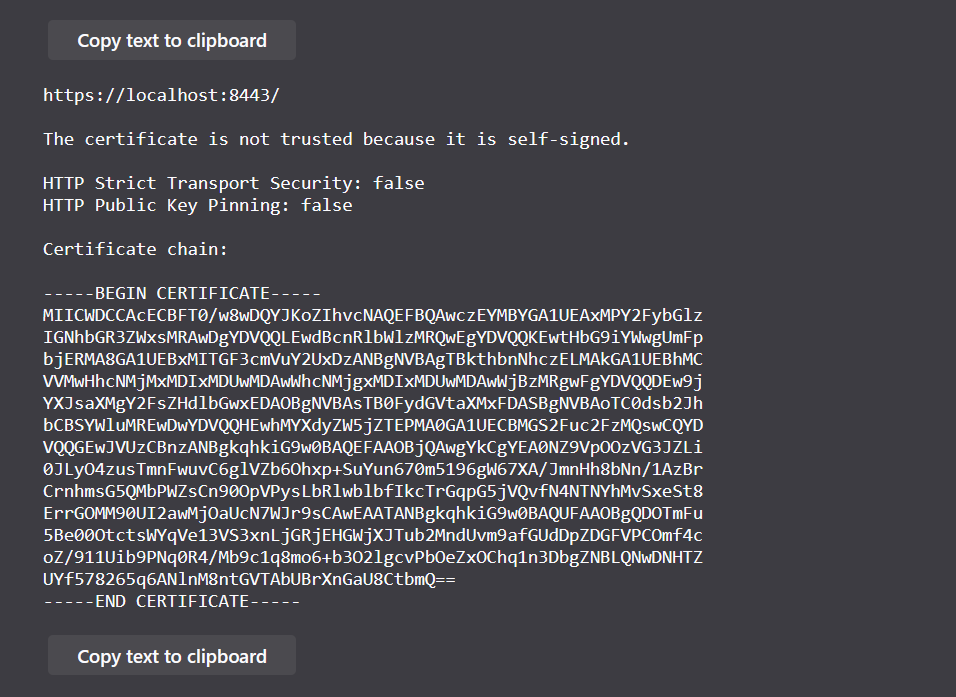 Copy text to clipboard
https://localhost:8443/
The certificate is not trusted because it is self-signed.
HTTP Strict Transport Security: false
HTTP Public Key Pinning: false
Certificate chain:
-----BEGIN CERTIFICATE-----
MIICWDCCAcECBFT0/w8wDQYJKoZIhvcNAQEFBQAwczEYMBYGA1UEAxMPY2FybGlz
IGNhbGR3ZWxsMRAwDgYDVQQLEwdBcnRlbWlzMRQwEgYDVQQKEwtHbG9iYWwgUmFp
bjERMA8GA1UEBxMITGF3cmVuY2UxDzANBgNVBAgTBkthbnNhczELMAkGA1UEBhMC
VVMwHhcNMjMxMDIxMDUwMDAwWhcNMjgxMDIxMDUwMDAwWjBzMRgwFgYDVQQDEw9j
YXJsaXMgY2FsZHdlbGwxEDAOBgNVBAsTB0FydGVtaXMxFDASBgNVBAoTC0dsb2Jh
bCBSYWluMREwDwYDVQQHEwhMYXdyZW5jZTEPMA0GA1UECBMGS2Fuc2FzMQswCQYD
VQQGEwJVUzCBnzANBgkqhkiG9w0BAQEFAAOBjQAwgYkCgYEA0NZ9VpOOzVG3JZLi
0JLyO4zusTmnFwuvC6glVZb6Ohxp+SuYun670m5196gW67XA/JmnHh8bNn/1AzBr
CrnhmsG5QMbPWZsCn90OpVPysLbRlwblbfIkcTrGqpG5jVQvfN4NTNYhMvSxeSt8
ErrGOMM90UI2awMjOaUcN7WJr9sCAwEAATANBgkqhkiG9w0BAQUFAAOBgQDOTmFu
5Be00OtctsWYqVe13VS3xnLjGRjEHGWjXJTub2MndUvm9afGUdDpZDGFVPCOmf4c
oZ/911Uib9PNq0R4/Mb9c1q8mo6+b3O2lgcvPbOeZxOChq1n3DbgZNBLQNwDNHTZ
UYf578265q6ANlnM8ntGVTAbUBrXnGaU8CtbmQ==
-----END CERTIFICATE-----
Copy text to clipboard